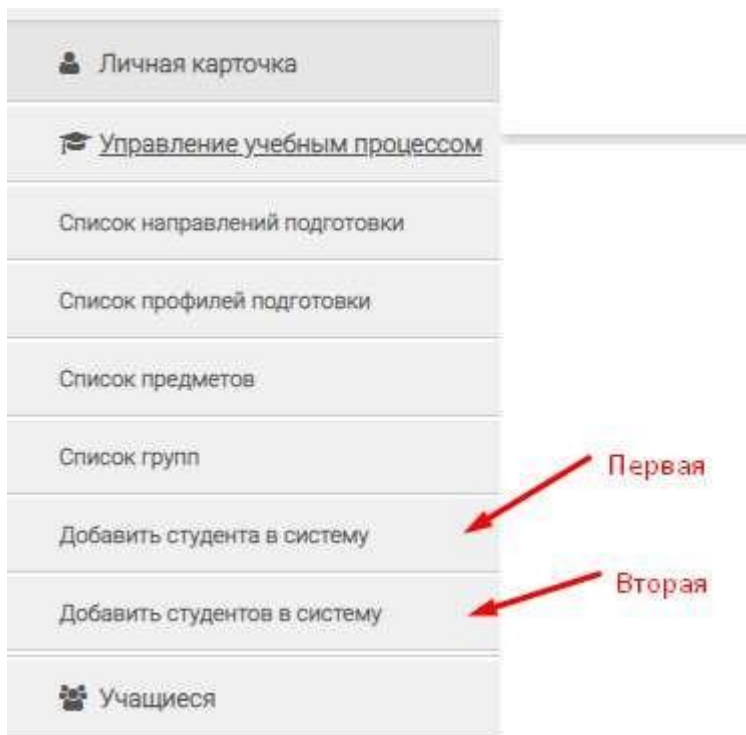 Личная карточка
Управление учебным процессом
Список направлений подготовки
Список профилей подготовки
Список предметов
Список групп
Первая
Добавить студента в систему
Вторая
Добавить студентов в систему
Учащиеся